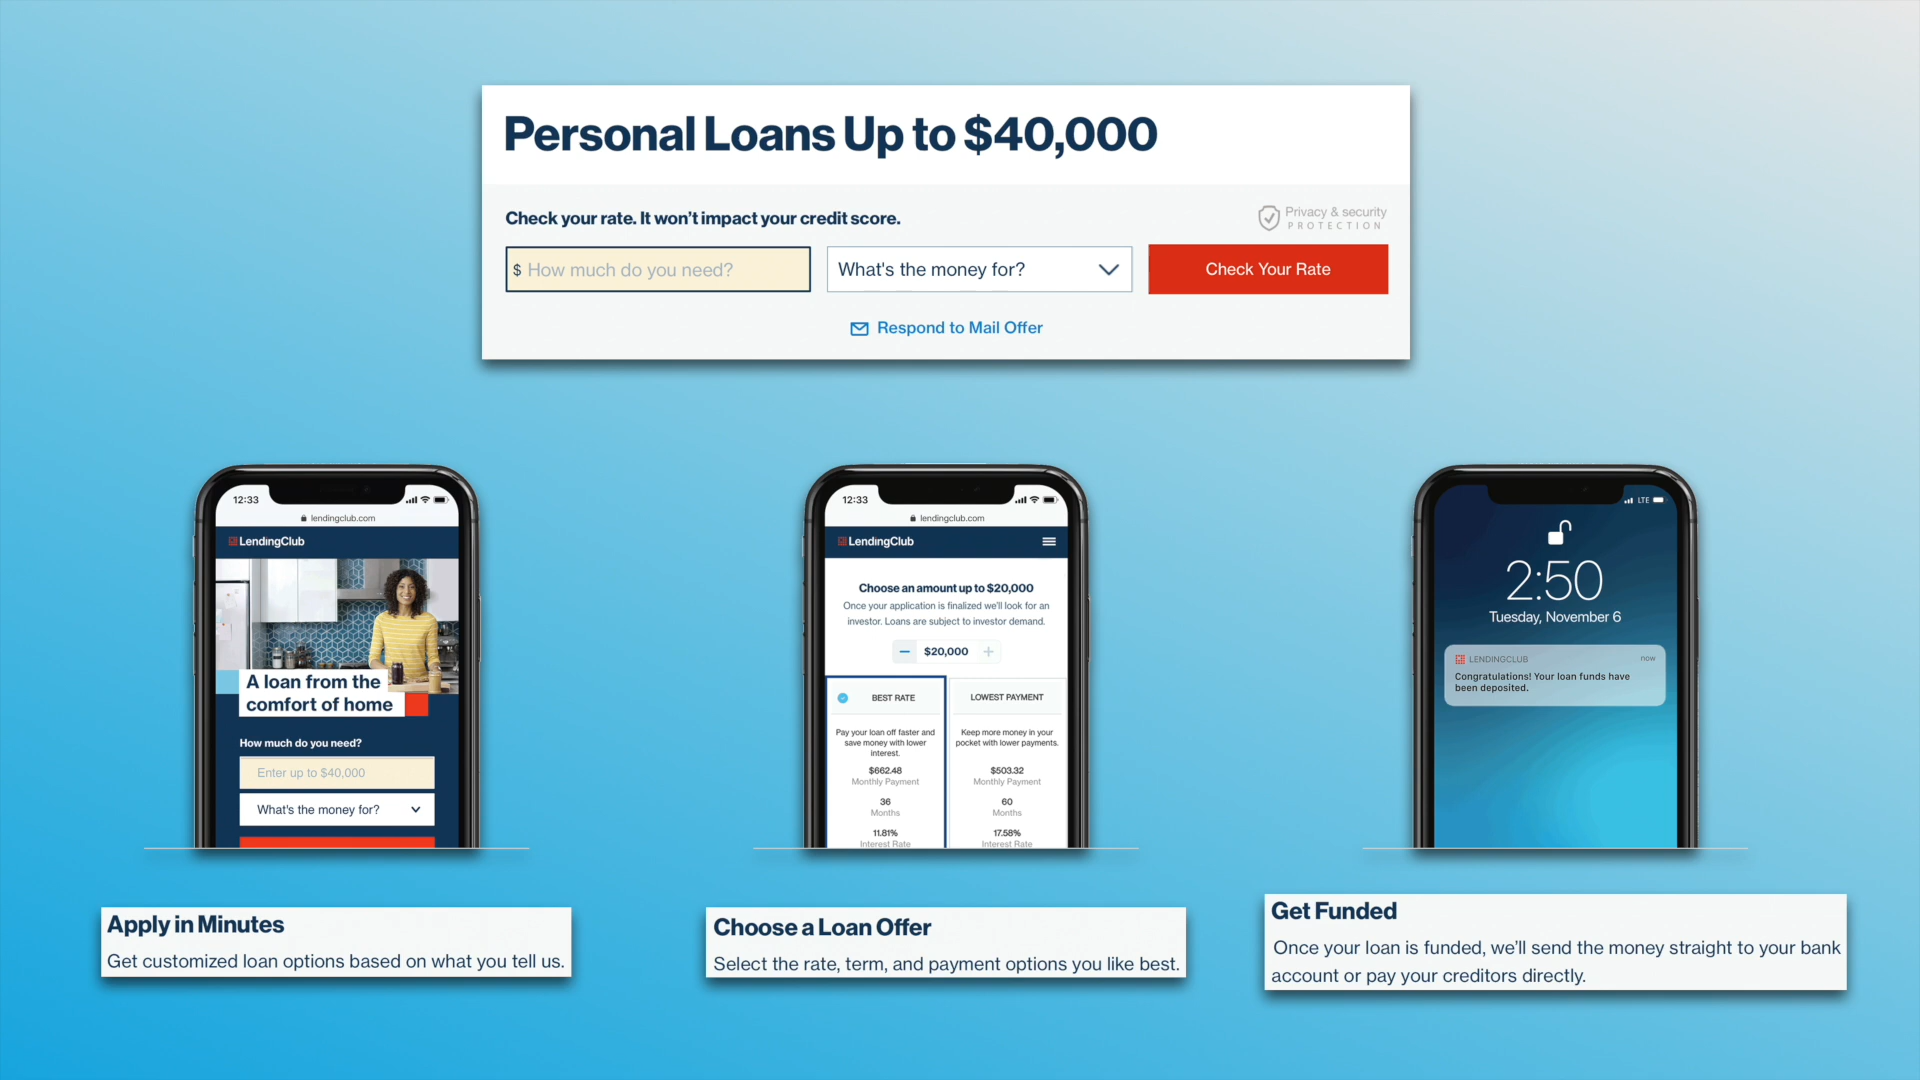 Personal Loans Up to $40,000
Check your rate. It won't impact your credit score.
Privacy & security
PROTECTION
$ How much do you need?
What's the money for?
Check Your Rate
Respond to Mail Offer
12:33
lendingclub.com
LendingClub
A loan from the
comfort of home
How much do you need?
Enter up to $40,000
What's the money for?
Apply in Minutes
Get customized loan options based on what you tell us.
12:33
lendingclub.com
LendingClub
Choose an amount up to $20,000
Once your application is finalized we'll look for an
investor. Loans are subject to investor demand.
− $20,000 +
BEST RATE
Pay your loan off faster and
save money with lower
interest.
$662.48
Monthly Payment
36
Months
11.81%
Interest Rate
LOWEST PAYMENT
Keep more money in your
pocket with lower payments.
$503.32
Monthly Payment
60
Months
17.58%
Interest Rate
Choose a Loan Offer
Select the rate, term, and payment options you like best.
LTE
2:50
Tuesday, November 6
LENDINGCLUB
now
Congratulations! Your loan funds have
been deposited.
Get Funded
Once your loan is funded, we'll send the money straight to your bank
account or pay your creditors directly.